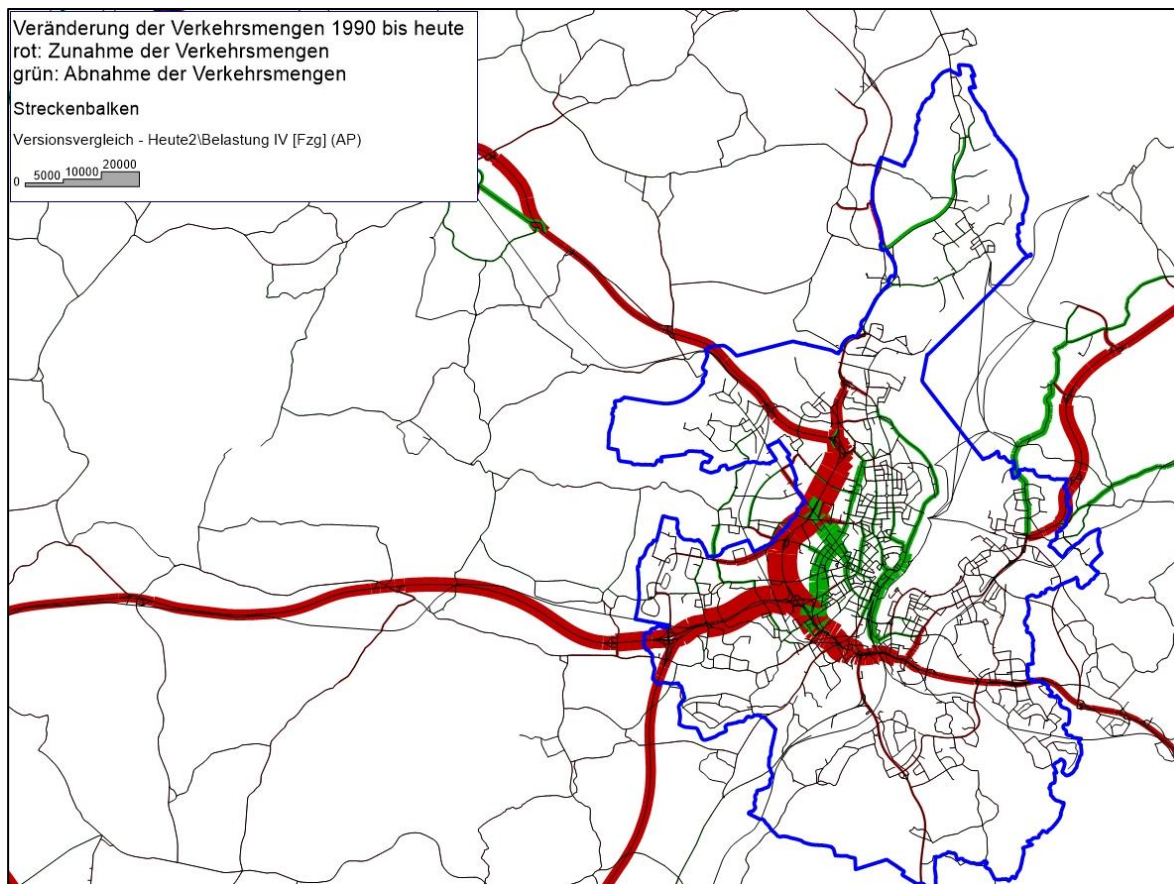 Veränderung der Verkehrsmengen 1990 bis heute
rot: Zunahme der Verkehrsmengen
grün: Abnahme der Verkehrsmengen
Streckenbalken
Versionsvergleich - Heute2\Belastung IV [Fzg] (AP)
0 5000 10000 20000